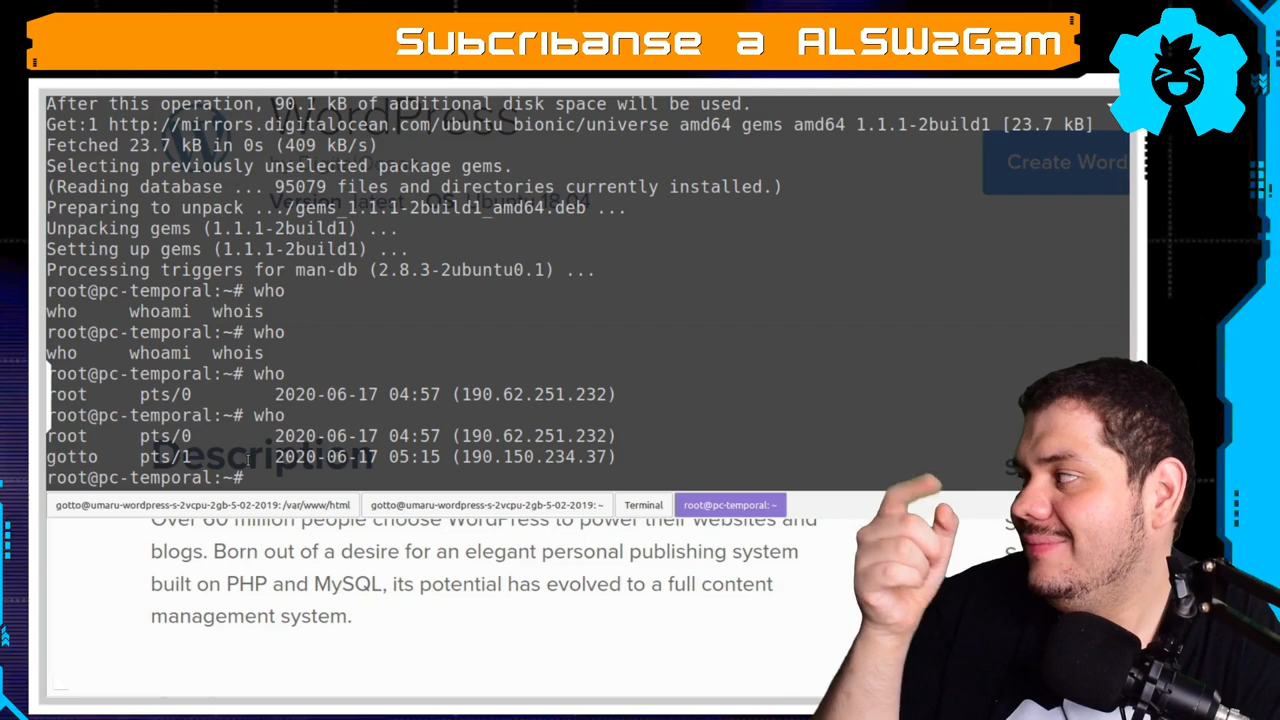 Subcribanse a ALSW2Gam
After this operation, 90.1 kB of additional disk space will be used.
WordPress
Get:1 http://mirrors.digitalocean.com/ubuntu bionic/universe amd64 gems amd64 1.1.1-2build1 [23.7 kB]
Fetched 23.7 kB in 0s (409 kB/s)
Create Word
Selecting previously unselected package gems.
(Reading database ... 95079 files and directories currently installed.)
Version latest OS Ubuntu 18.04
Preparing to unpack .../gems_1.1.1-2build1_amd64.deb ...
Unpacking gems (1.1.1-2build1) ...
Setting up gems (1.1.1-2build1) ...
Processing triggers for man-db (2.8.3-2ubuntu0.1) ...
root@pc-temporal:~# who
who whoami whois
root@pc-temporal:~# who
who whoami whois
root@pc-temporal:~# who
root pts/0 2020-06-17 04:57 (190.62.251.232)
root@pc-temporal:~# who
root pts/0 2020-06-17 04:57 (190.62.251.232)
Description
gotto pts/1 2020-06-17 05:15 (190.150.234.37)
root@pc-temporal:~#
gotto@umaru-wordpress-s-2vcpu-2gb-5-02-2019: /var/www/html gotto@umaru-wordpress-s-2vcpu-2gb-5-02-2019: ~ Terminal root@pc-temporal: ~
Over 60 million people choose WordPress to power their websites and
blogs. Born out of a desire for an elegant personal publishing system
built on PHP and MySQL, its potential has evolved to a full content
management system.